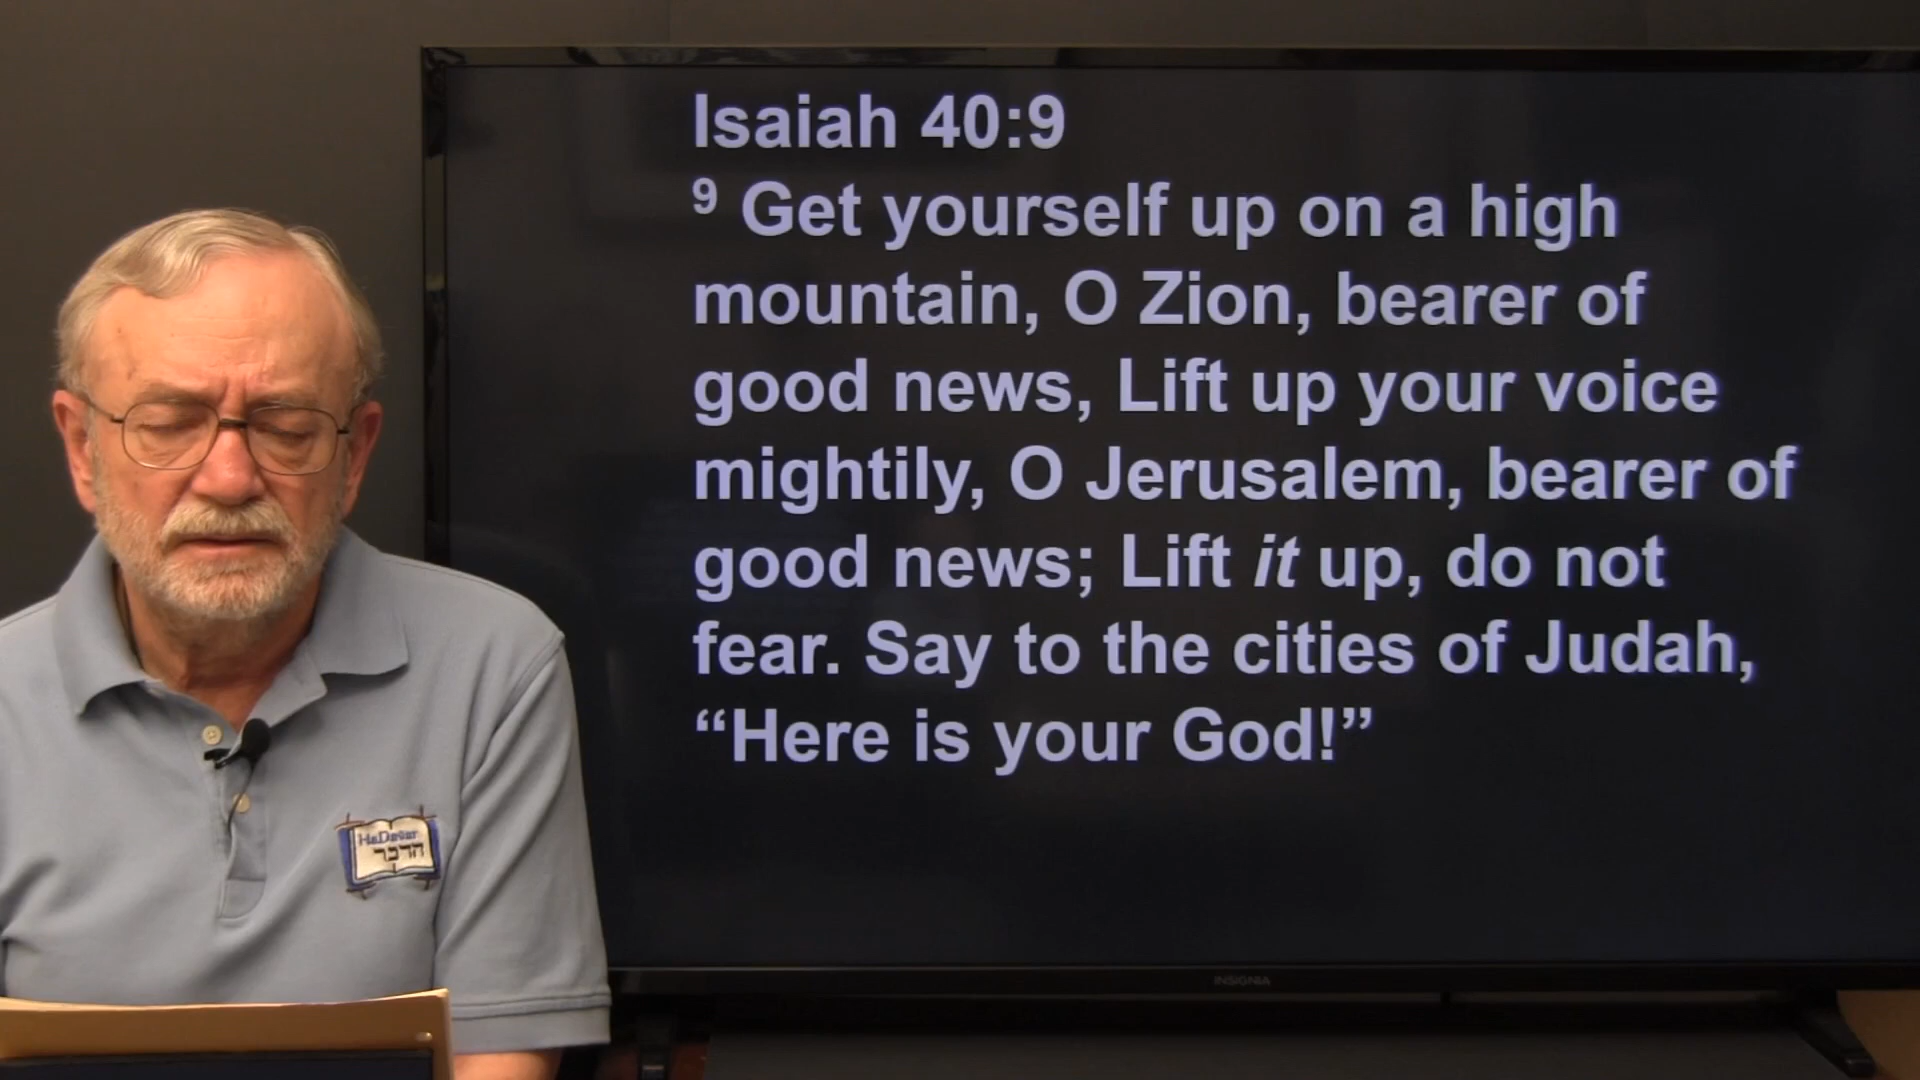 Isaiah 40:9
9 Get yourself up on a high
mountain, O Zion, bearer of
good news, Lift up your voice
mightily, O Jerusalem, bearer of
good news; Lift it up, do not
fear. Say to the cities of Judah,
“Here is your God!”
HaDavar
הדבר
INSIGNIA